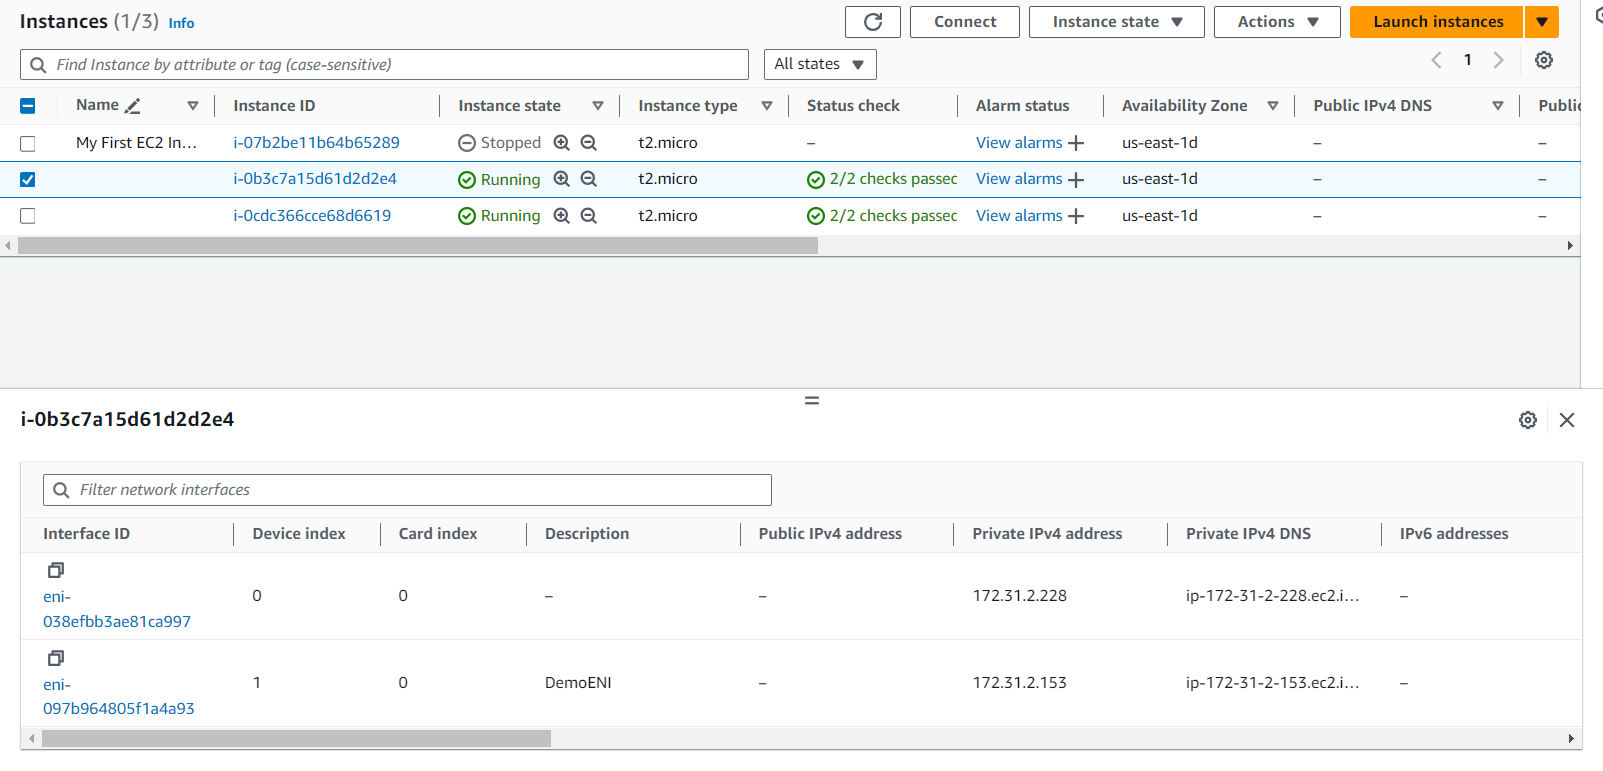 Instances (1/3) Info Connect Instance state Actions Launch instances
Find Instance by attribute or tag (case-sensitive) All states 1
Name Instance ID Instance state Instance type Status check Alarm status Availability Zone Public IPv4 DNS Public
My First EC2 In... i-07b2be11b64b65289 Stopped t2.micro – View alarms + us-east-1d – –
i-0b3c7a15d61d2d2e4 Running t2.micro 2/2 checks passed View alarms + us-east-1d – –
i-0cdc366cce68d6619 Running t2.micro 2/2 checks passed View alarms + us-east-1d – –
i-0b3c7a15d61d2d2e4
Filter network interfaces
Interface ID Device index Card index Description Public IPv4 address Private IPv4 address Private IPv4 DNS IPv6 addresses
eni-
038efbb3ae81ca997 0 0 – – 172.31.2.228 ip-172-31-2-228.ec2.i... –
eni-
097b964805f1a4a93 1 0 DemoENI – 172.31.2.153 ip-172-31-2-153.ec2.i... –